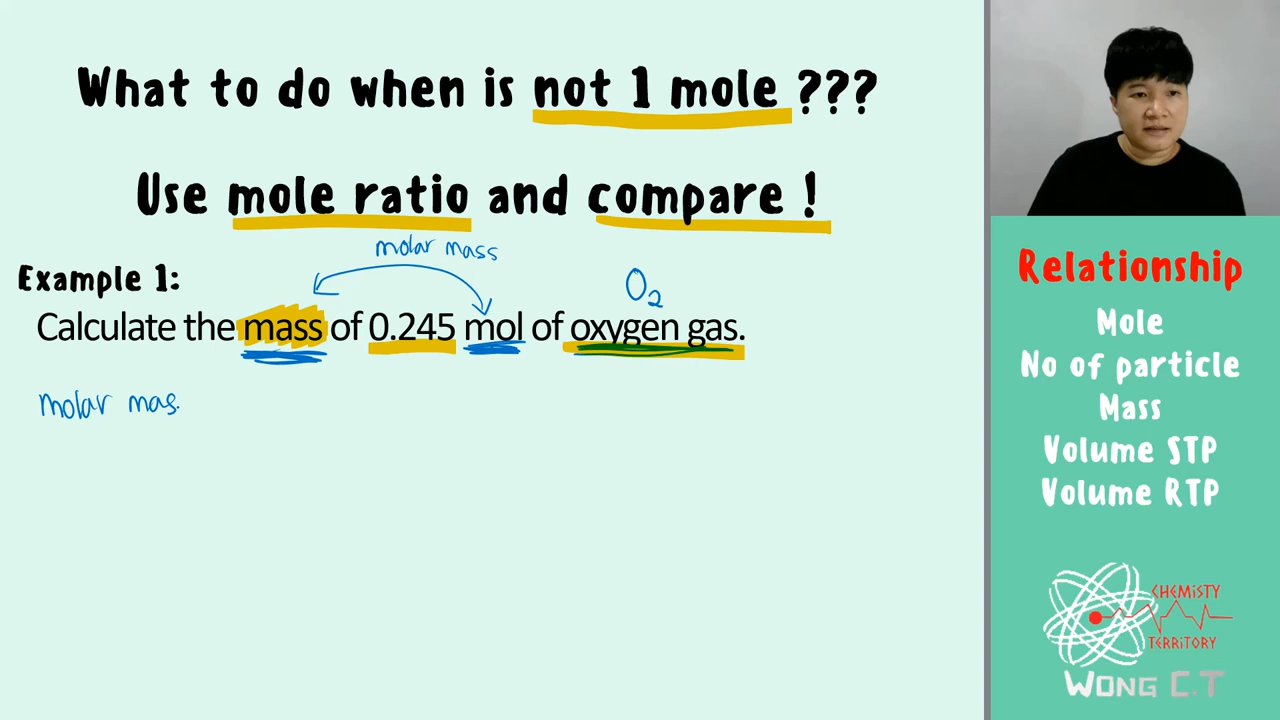 What to do when is not 1 mole ???
Use mole ratio and compare !
molar mass
Example 1:
O2
Calculate the mass of 0.245 mol of oxygen gas.
molar mas.
Relationship
Mole
No of particle
Mass
Volume STP
Volume RTP
CHEMiSTY
TERRiTORY
WONG C.T